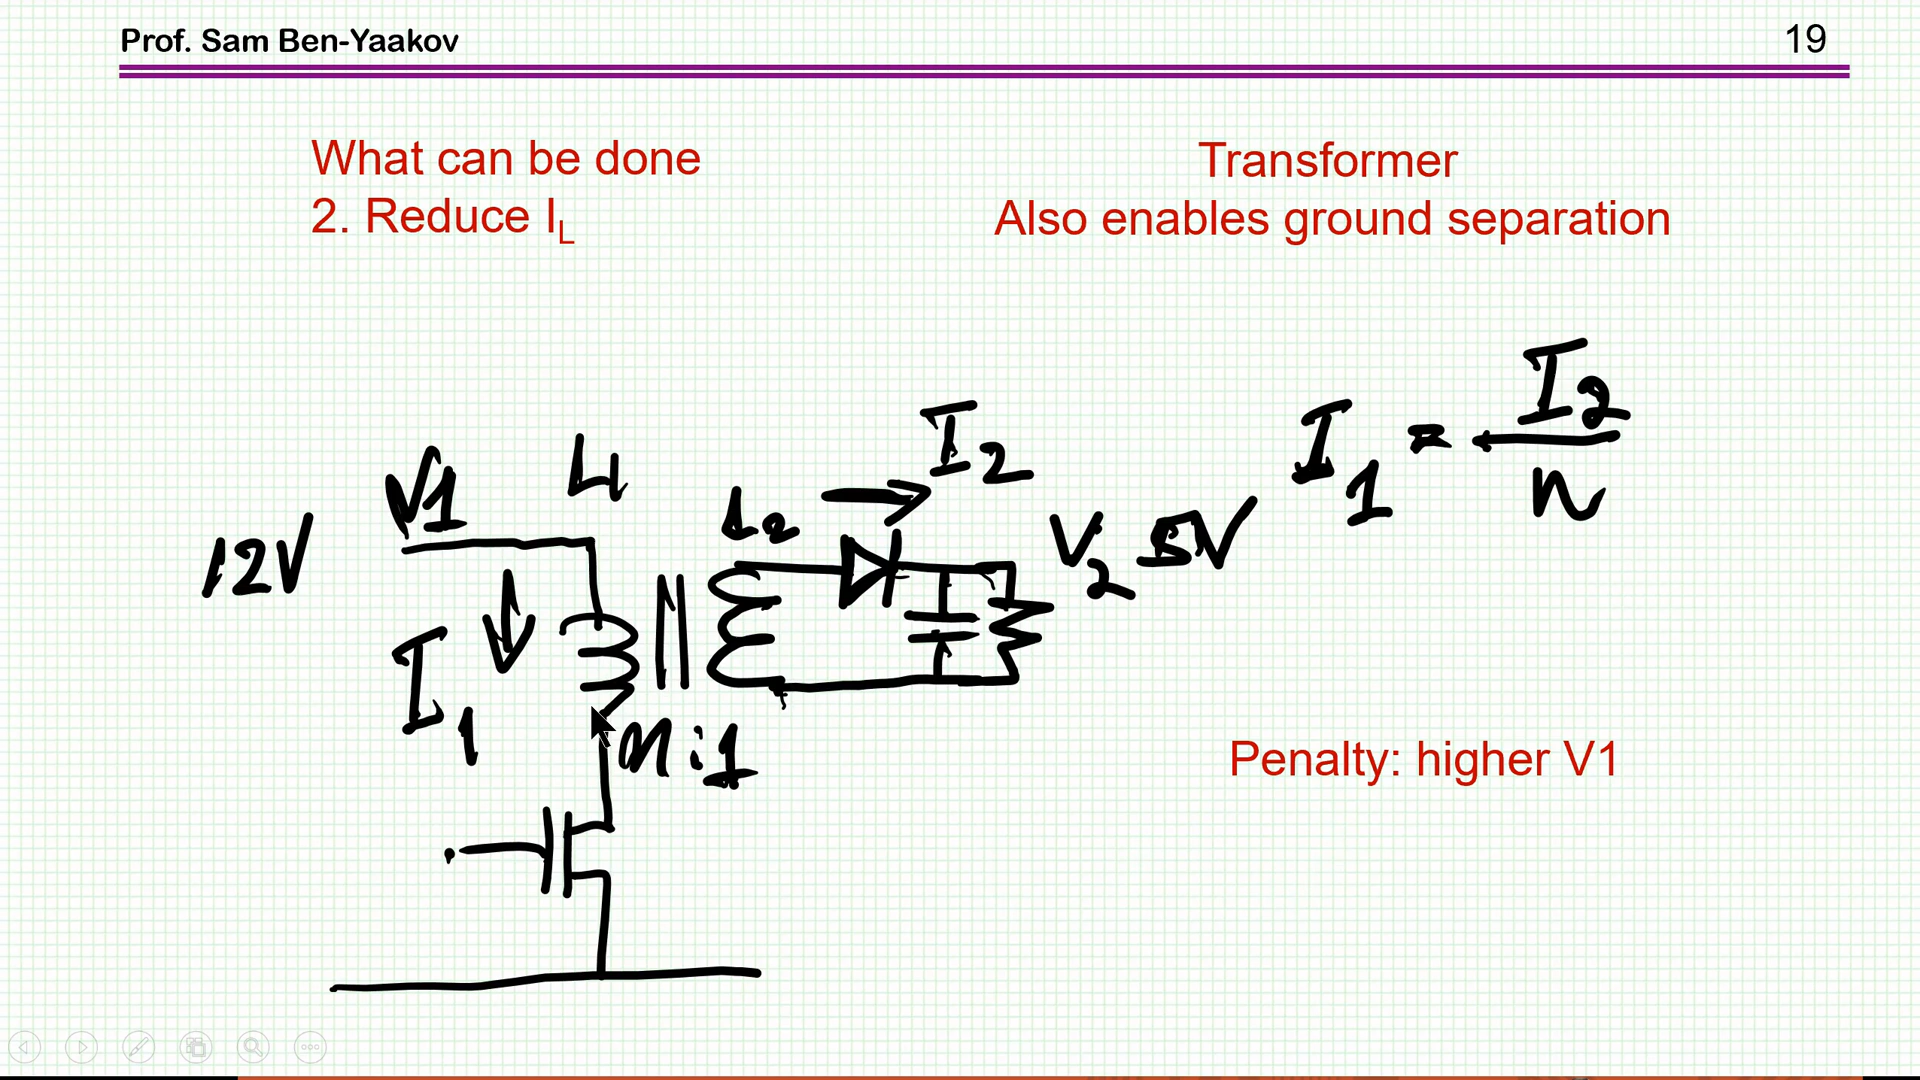 Prof. Sam Ben-Yaakov
19
What can be done
2. Reduce I_L
Transformer
Also enables ground separation
12V
V1
L1
L2
I2
V2 5V
I1 = I2 / n
I1
n:1
Penalty: higher V1